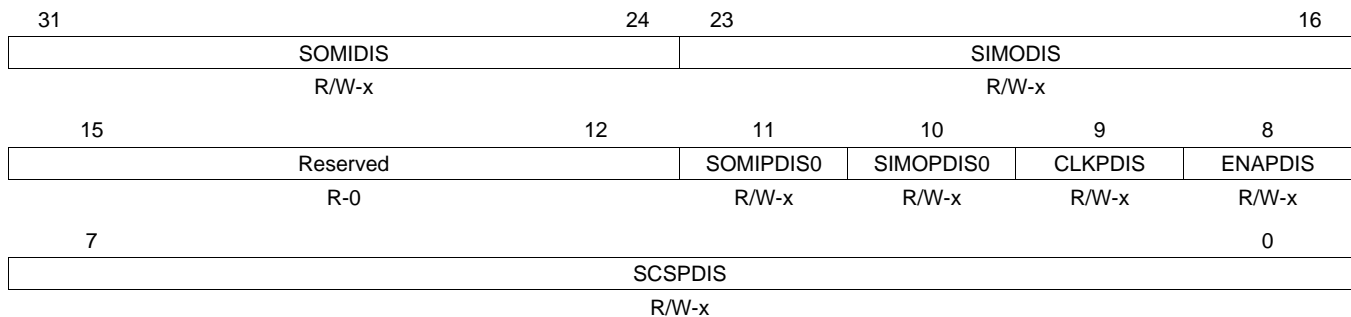 31 24 23 16
SOMIDIS SIMODIS
R/W-x R/W-x
15 12 11 10 9 8
Reserved SOMIPDIS0 SIMOPDIS0 CLKPDIS ENAPDIS
R-0 R/W-x R/W-x R/W-x R/W-x
7 0
SCSPDIS
R/W-x